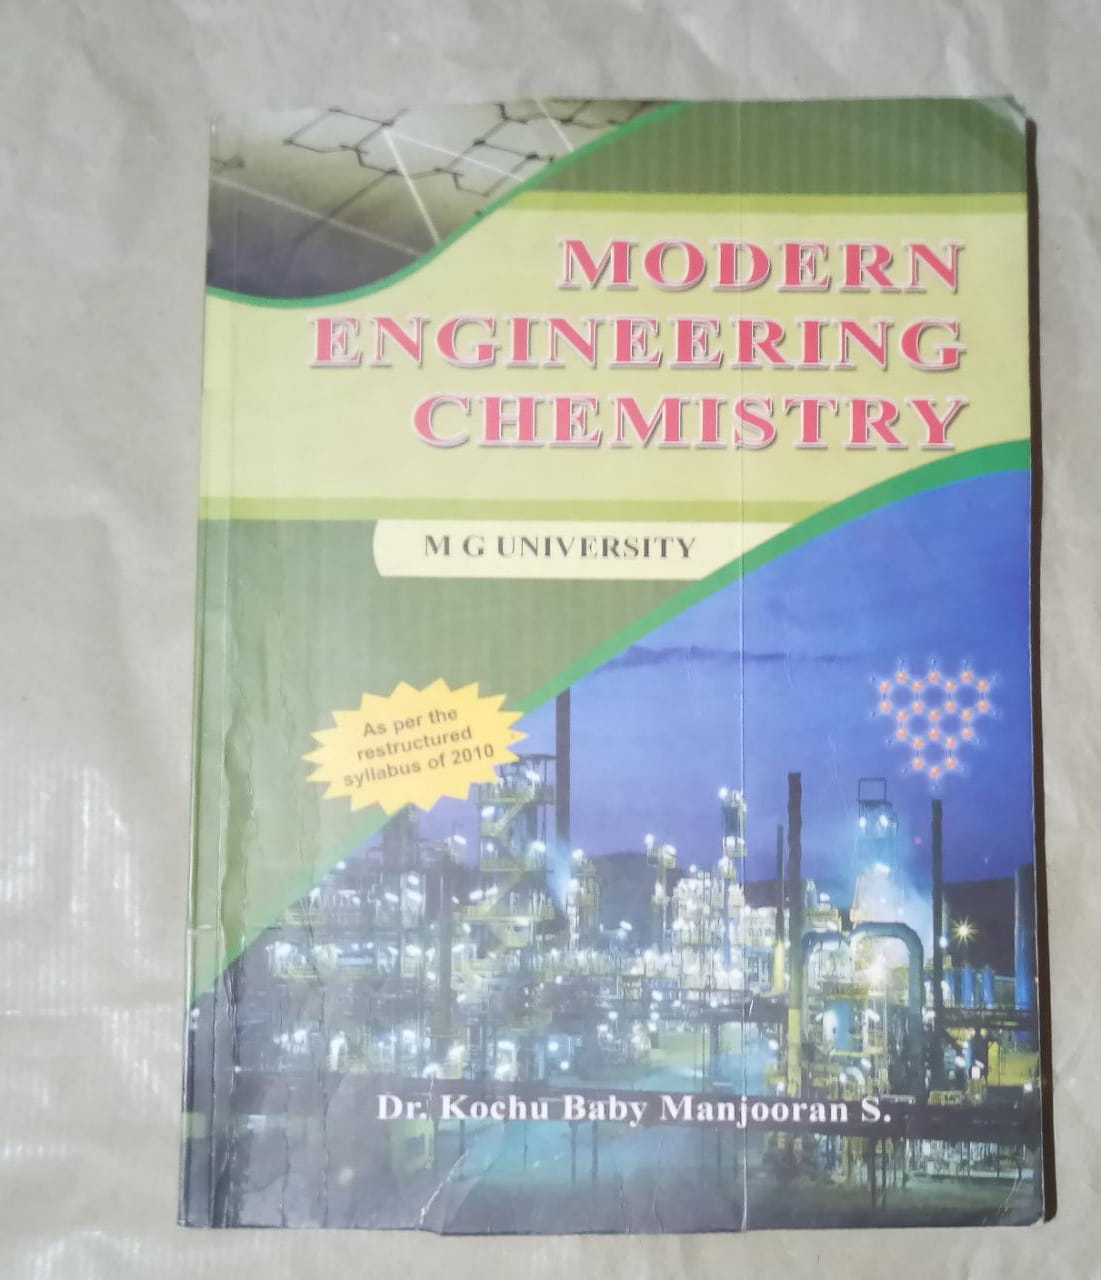 MODERN
ENGINEERING
CHEMISTRY
M G UNIVERSITY
As per the
restructured
syllabus of 2010
Dr. Kochu Baby Manjooran S.